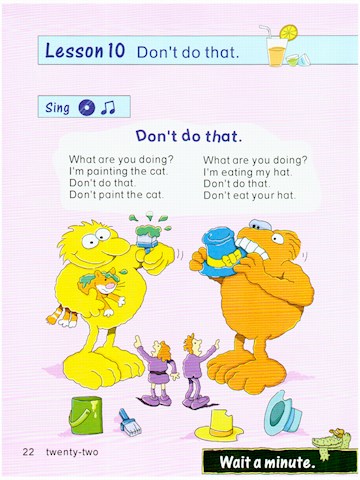 Lesson 10 Don't do that.
Sing
Don't do that.
What are you doing?
I'm painting the cat.
Don't do that.
Don't paint the cat.
What are you doing?
I'm eating my hat.
Don't do that.
Don't eat your hat.
22 twenty-two
Wait a minute.